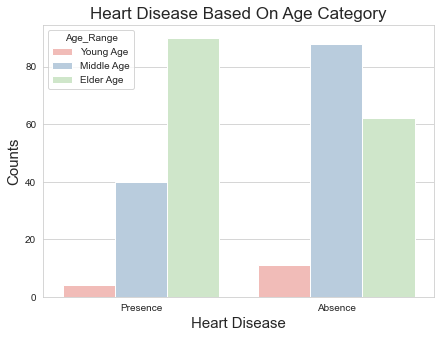 Heart Disease Based On Age Category
Age_Range
Young Age
Middle Age
Elder Age
Counts
80
60
40
20
0
Presence
Absence
Heart Disease